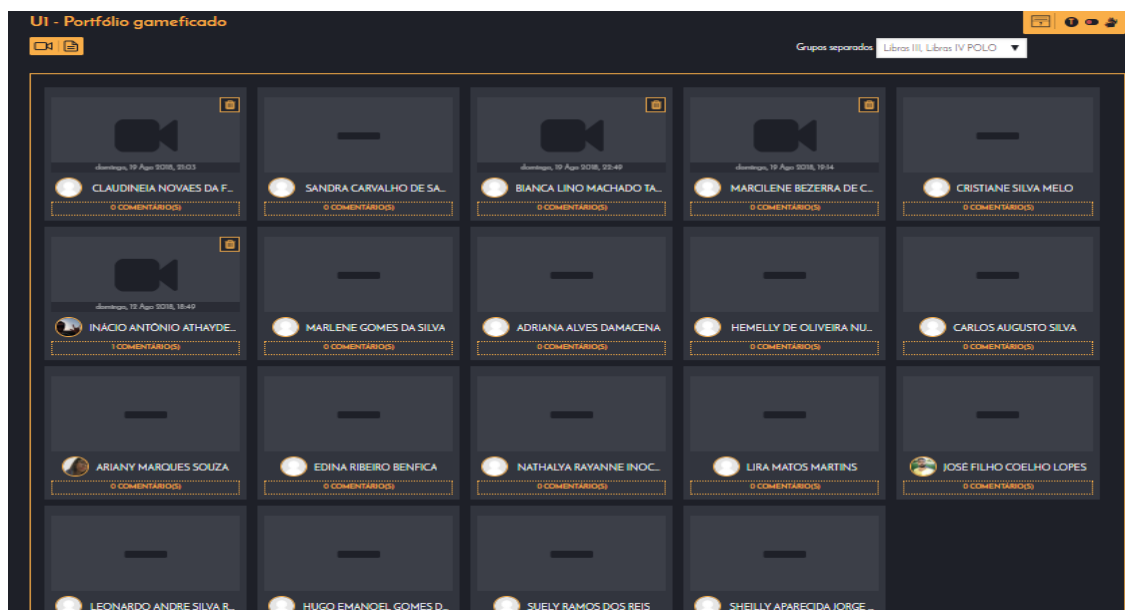 U1 - Portfólio gameficado
Grupos separados Libras III, Libras IV POLO
domingo, 19 Ago 2018, 21:03
domingo, 19 Ago 2018, 22:49
domingo, 19 Ago 2018, 19:14
CLAUDINEIA NOVAES DA F... SANDRA CARVALHO DE SA... BIANCA LINO MACHADO TA... MARCILENE BEZERRA DE C... CRISTIANE SILVA MELO
0 COMENTÁRIO(S) 0 COMENTÁRIO(S) 0 COMENTÁRIO(S) 0 COMENTÁRIO(S) 0 COMENTÁRIO(S)
domingo, 12 Ago 2018, 18:49
INÁCIO ANTÔNIO ATHAYDE... MARLENE GOMES DA SILVA ADRIANA ALVES DAMACENA HEMELLY DE OLIVEIRA NU... CARLOS AUGUSTO SILVA
1 COMENTÁRIO(S) 0 COMENTÁRIO(S) 0 COMENTÁRIO(S) 0 COMENTÁRIO(S) 0 COMENTÁRIO(S)
ARIANY MARQUES SOUZA EDINA RIBEIRO BENFICA NATHALYA RAYANNE INOC... LIRA MATOS MARTINS JOSÉ FILHO COELHO LOPES
0 COMENTÁRIO(S) 0 COMENTÁRIO(S) 0 COMENTÁRIO(S) 0 COMENTÁRIO(S) 0 COMENTÁRIO(S)
LEONARDO ANDRE SILVA R... HUGO EMANOEL GOMES D... SUELY RAMOS DOS REIS SHEILLY APARECIDA JORGE ...